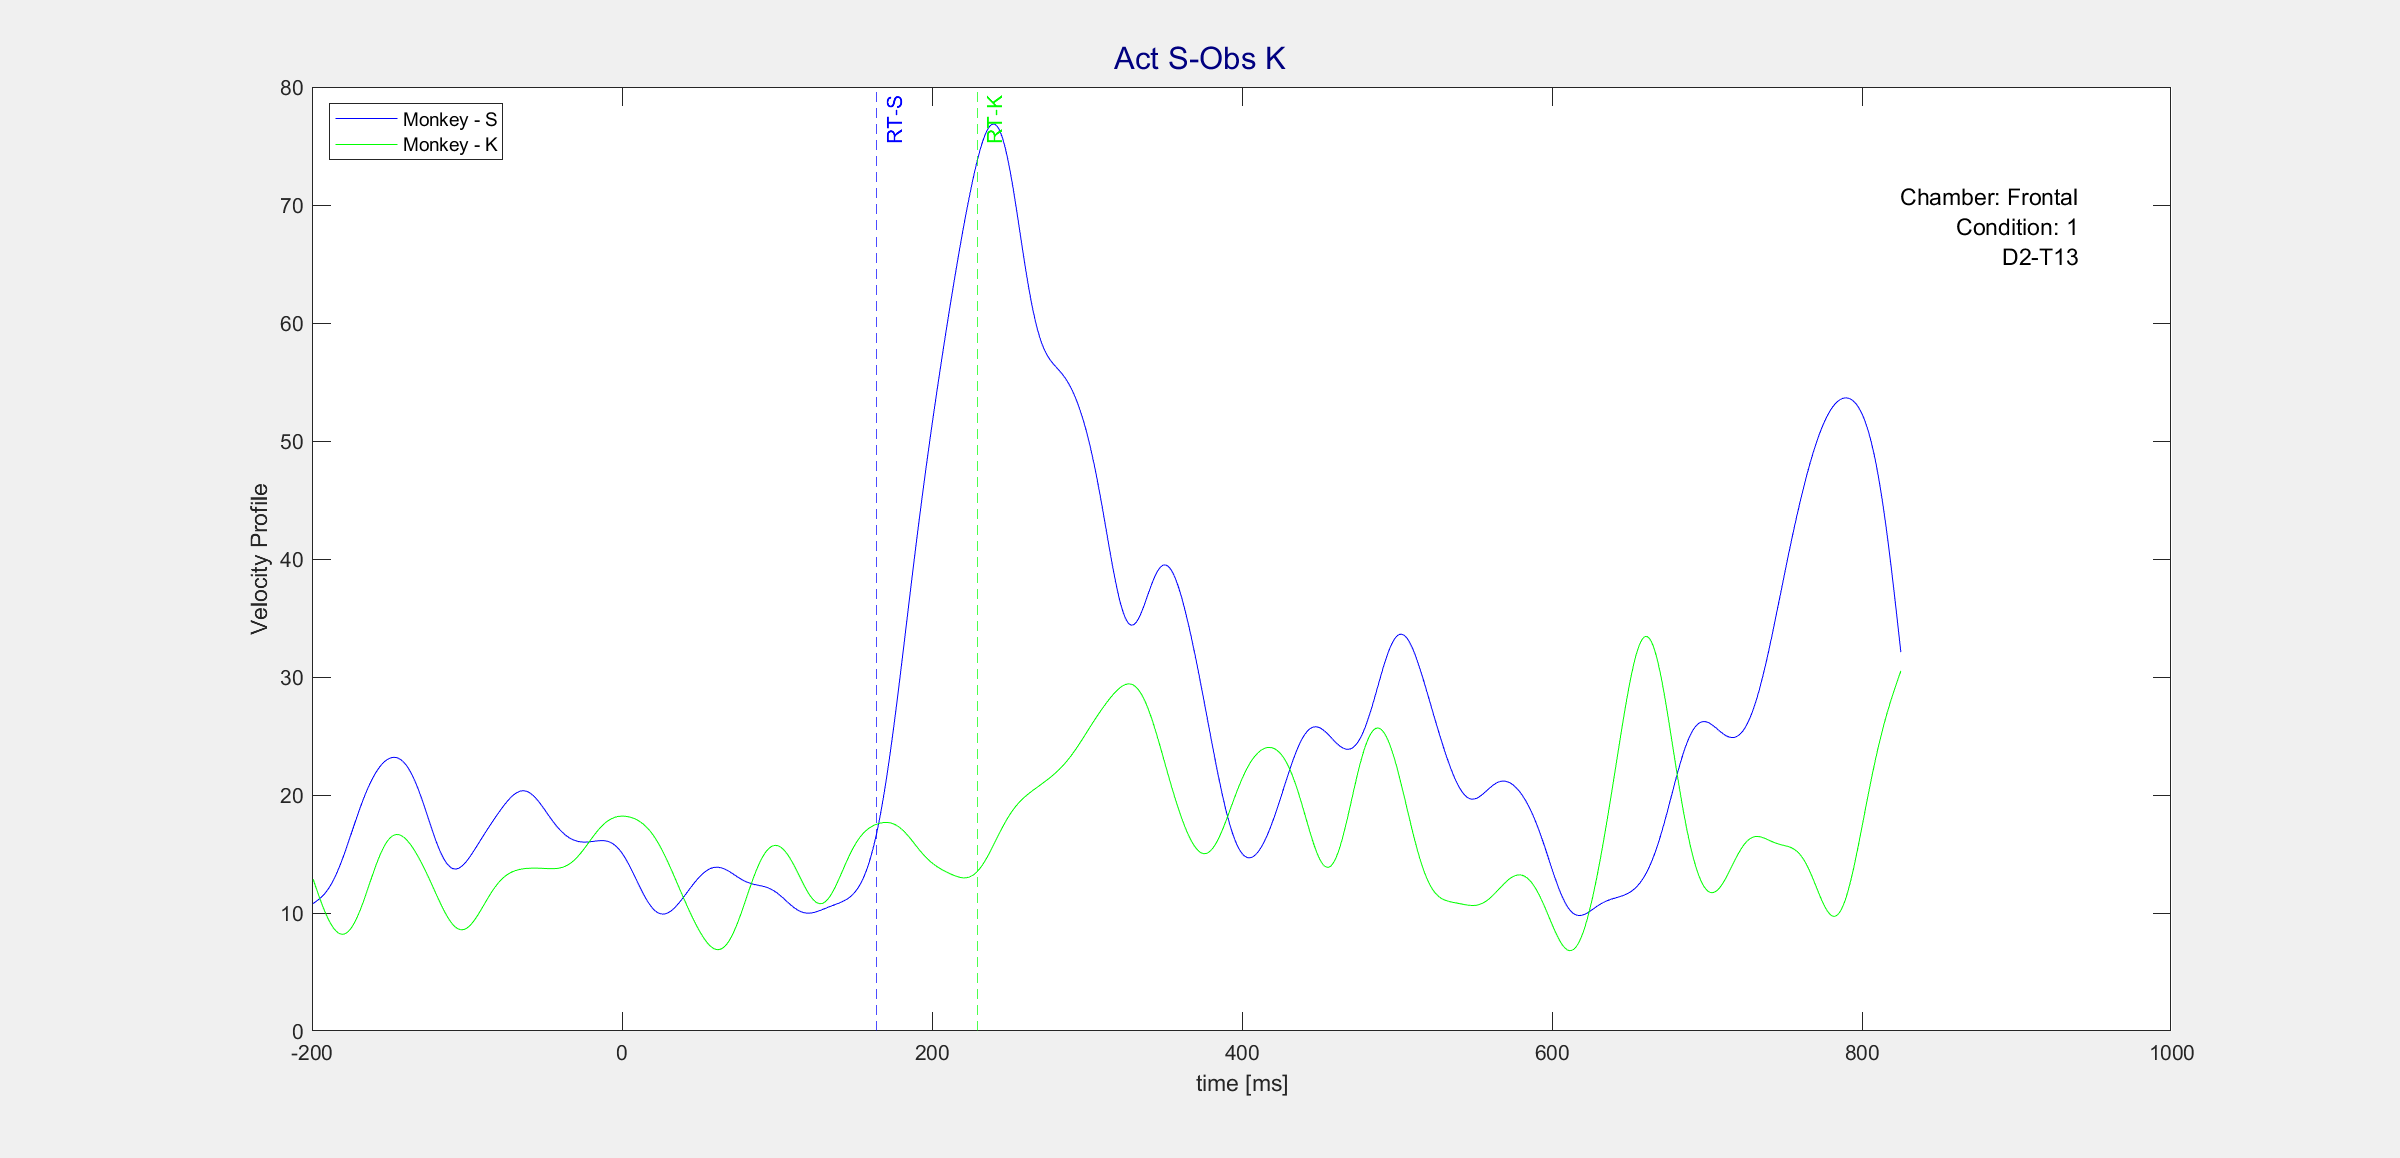 Act S-Obs K
Monkey - S
Monkey - K
RT-S
RT-K
Chamber: Frontal
Condition: 1
D2-T13
Velocity Profile
80
70
60
50
40
30
20
10
0
-200
0
200
400
600
800
1000
time [ms]